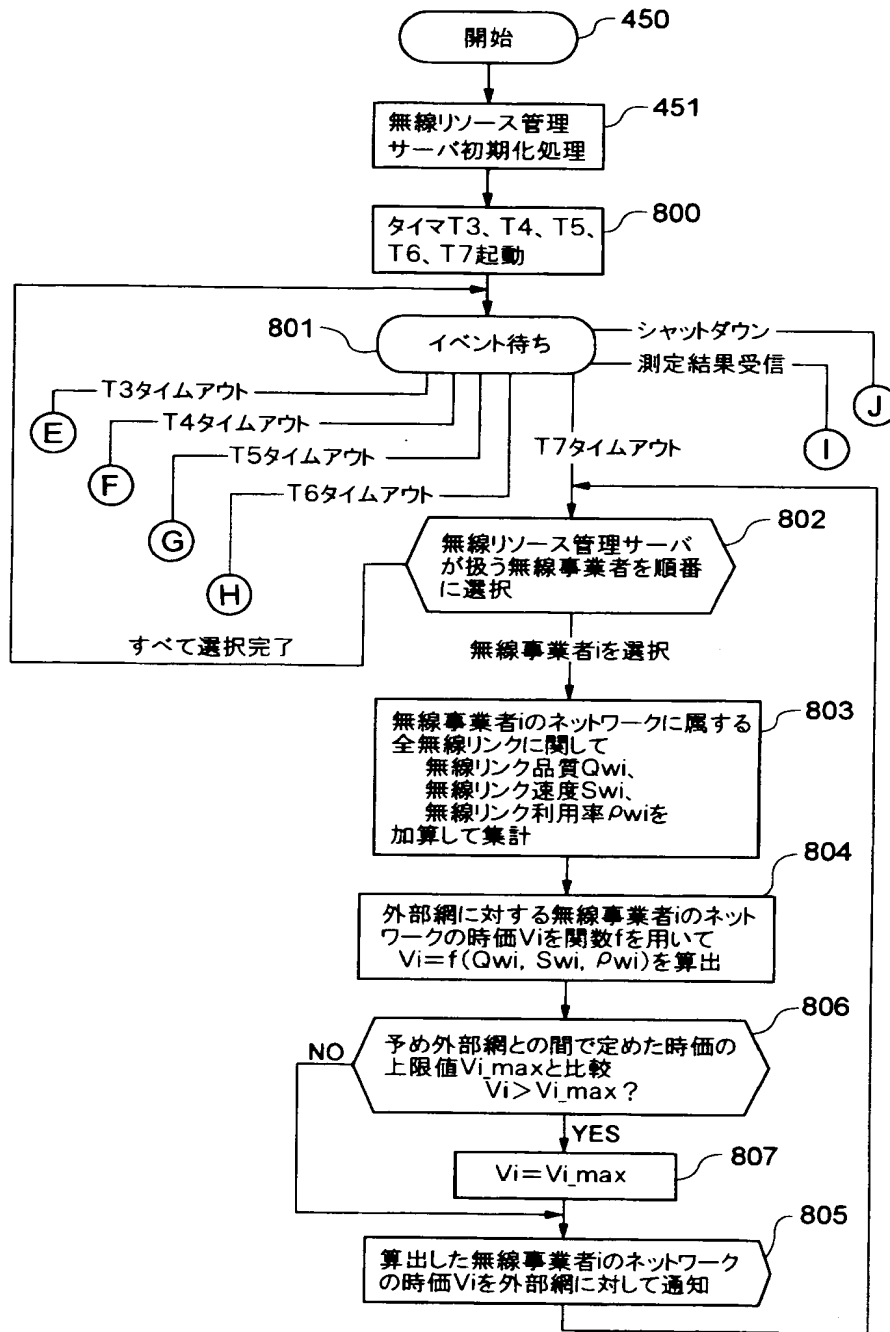 開始
450
無線リソース管理
サーバ初期化処理
451
タイマT3、T4、T5、
T6、T7起動
800
801
イベント待ち
シャットダウン
測定結果受信
J
I
T3タイムアウト
E
T4タイムアウト
F
T5タイムアウト
G
T6タイムアウト
H
T7タイムアウト
無線リソース管理サーバ
が扱う無線事業者を順番
に選択
802
すべて選択完了
無線事業者iを選択
無線事業者iのネットワークに属する
全無線リンクに関して
無線リンク品質Qwi、
無線リンク速度Swi、
無線リンク利用率ρwiを
加算して集計
803
外部網に対する無線事業者iのネット
ワークの時価Viを関数fを用いて
Vi=f(Qwi, Swi, ρwi)を算出
804
予め外部網との間で定めた時価の
上限値Vi_maxと比較
Vi>Vi_max?
806
NO
YES
Vi=Vi_max
807
算出した無線事業者iのネットワーク
の時価Viを外部網に対して通知
805